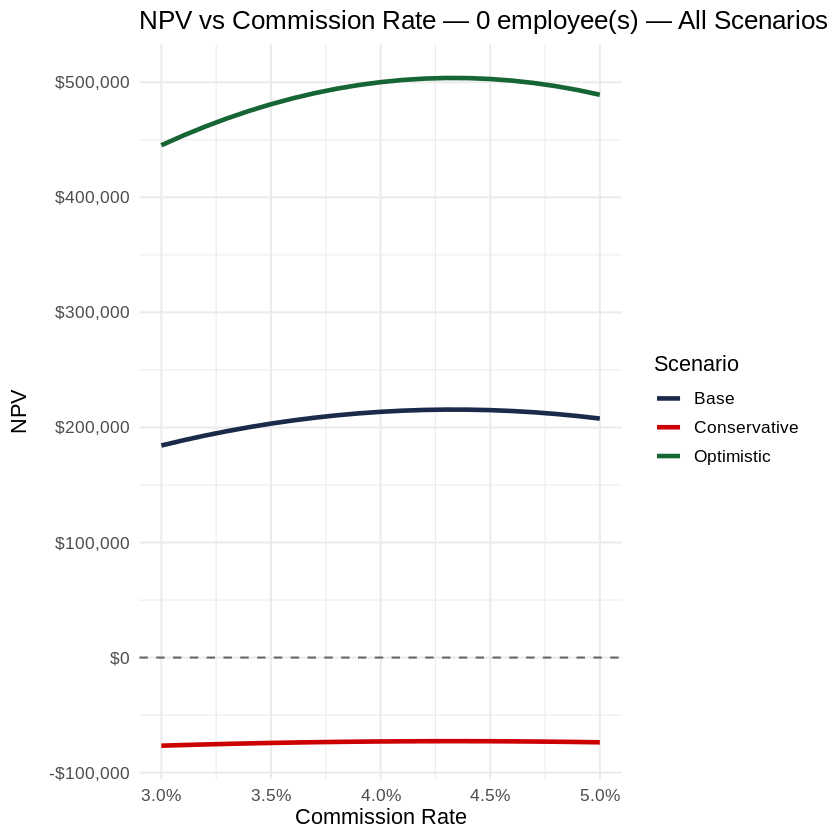 NPV vs Commission Rate — 0 employee(s) — All Scenarios
$500,000
$400,000
$300,000
$200,000
$100,000
$0
-$100,000
NPV
3.0%
3.5%
4.0%
4.5%
5.0%
Commission Rate
Scenario
Base
Conservative
Optimistic